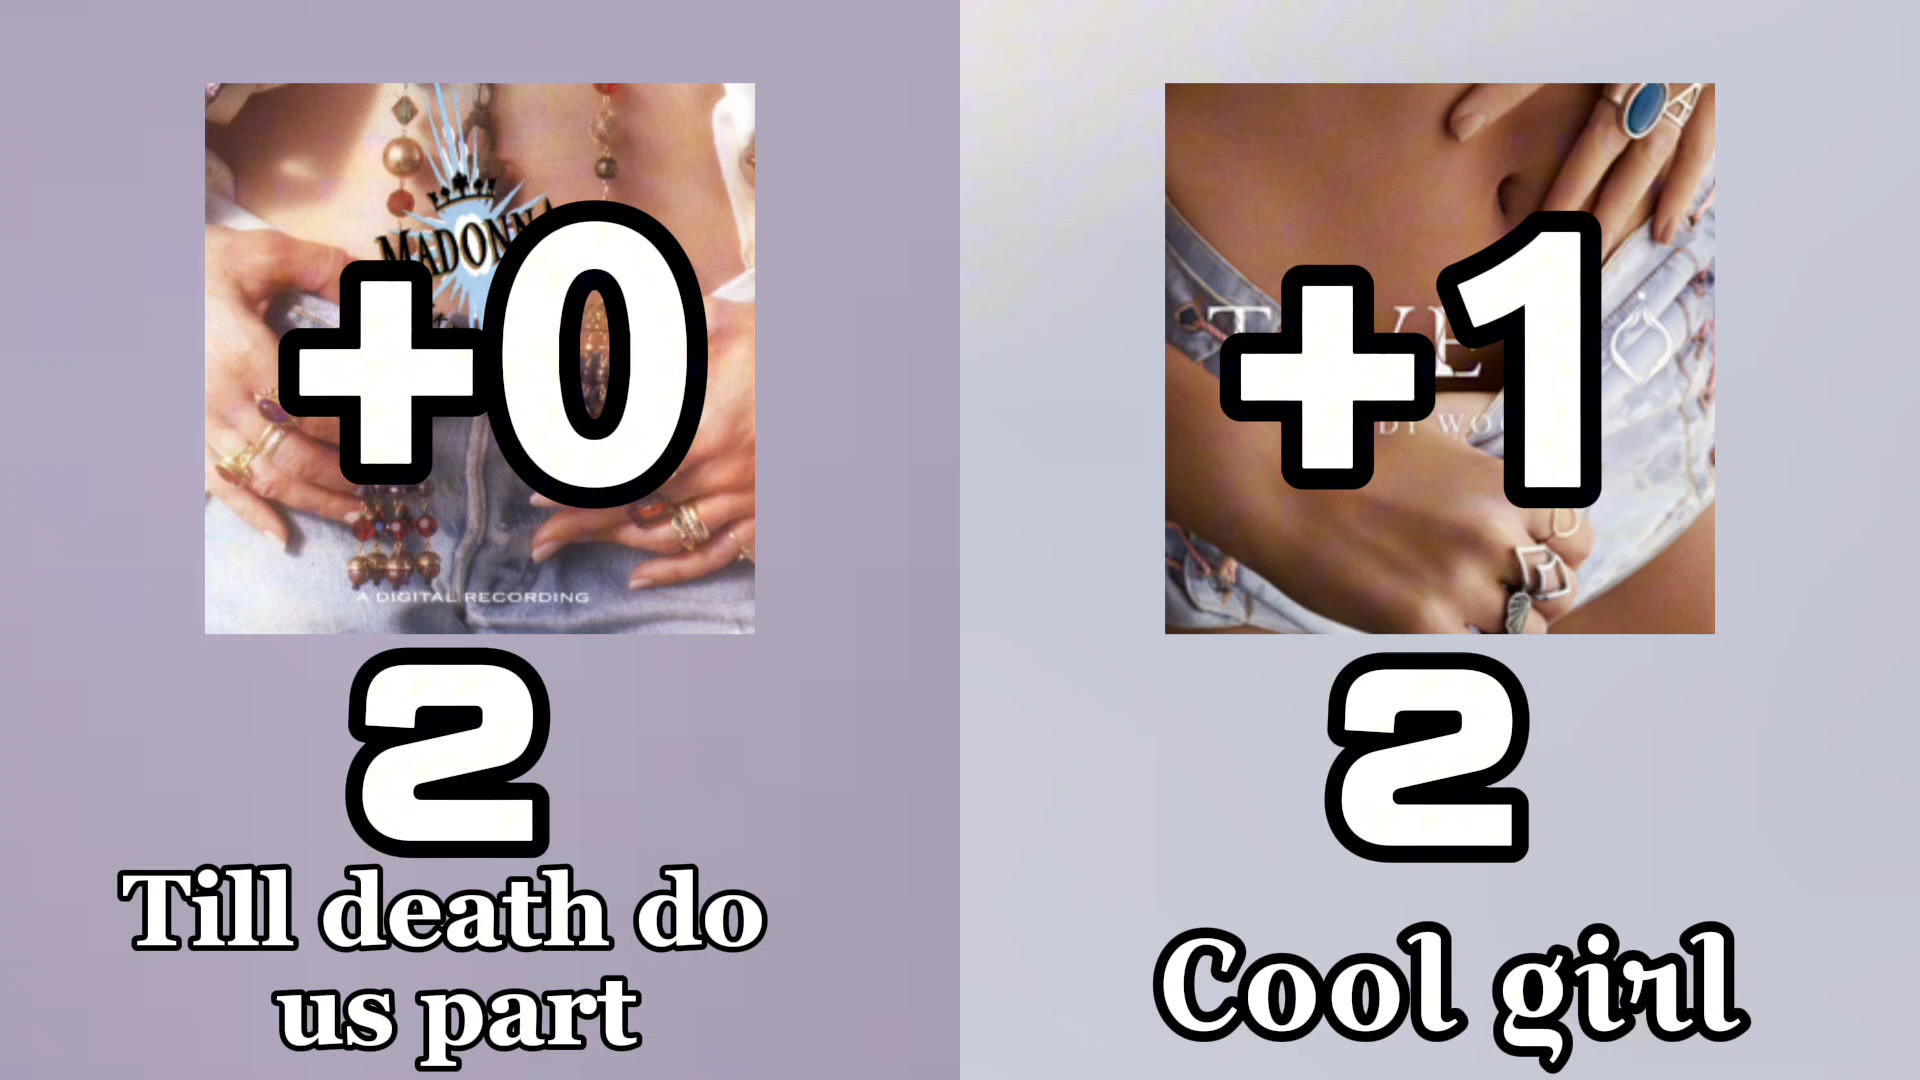 MADONNA
+0
A DIGITAL RECORDING
2
Till death do
us part
+1
2
Cool girl